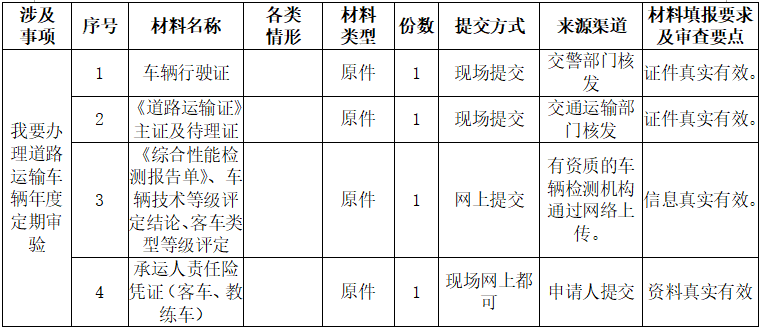 涉及
事项
序号
材料名称
各类
情形
材料
类型
份数
提交方式
来源渠道
材料填报要求
及审查要点
我要办
理道路
运输车
辆年度
定期审
验
1
车辆行驶证
原件
1
现场提交
交警部门核
发
证件真实有效。
2
《道路运输证》
主证及待理证
原件
1
现场提交
交通运输部
门核发
证件真实有效。
3
《综合性能检
测报告单》、车
辆技术等级评
定结论、客车类
型等级评定
原件
1
网上提交
有资质的车
辆检测机构
通过网络上
传。
信息真实有效。
4
承运人责任险
凭证（客车、教
练车）
原件
1
现场网上都
可
申请人提交
资料真实有效